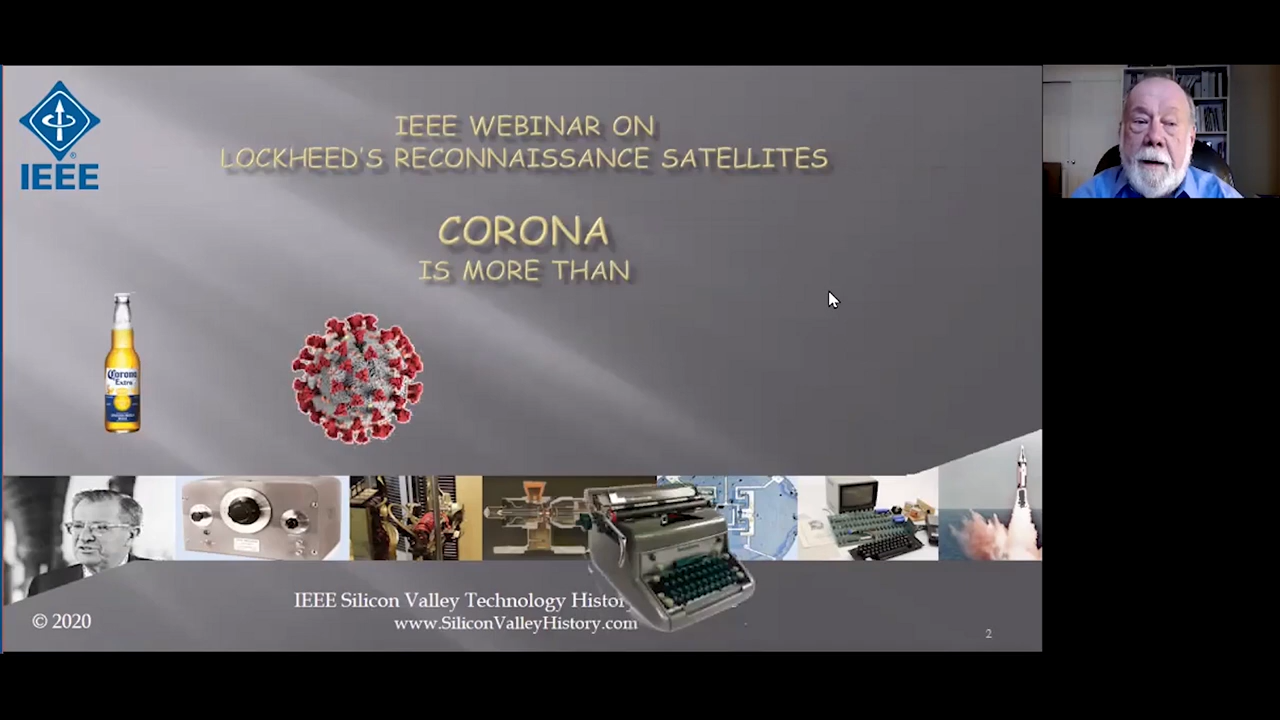 IEEE
IEEE WEBINAR ON
LOCKHEED'S RECONNAISSANCE SATELLITES
CORONA
IS MORE THAN
Corona
Extra
IEEE Silicon Valley Technology History
www.SiliconValleyHistory.com
© 2020
2